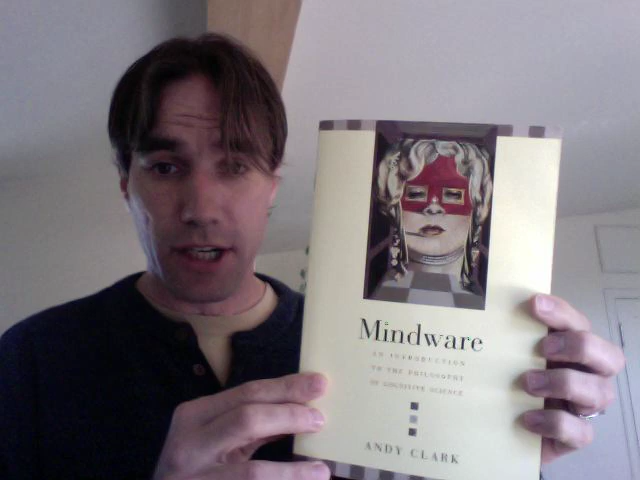 Mindware
AN INTRODUCTION
TO THE PHILOSOPHY
OF COGNITIVE SCIENCE
ANDY CLARK